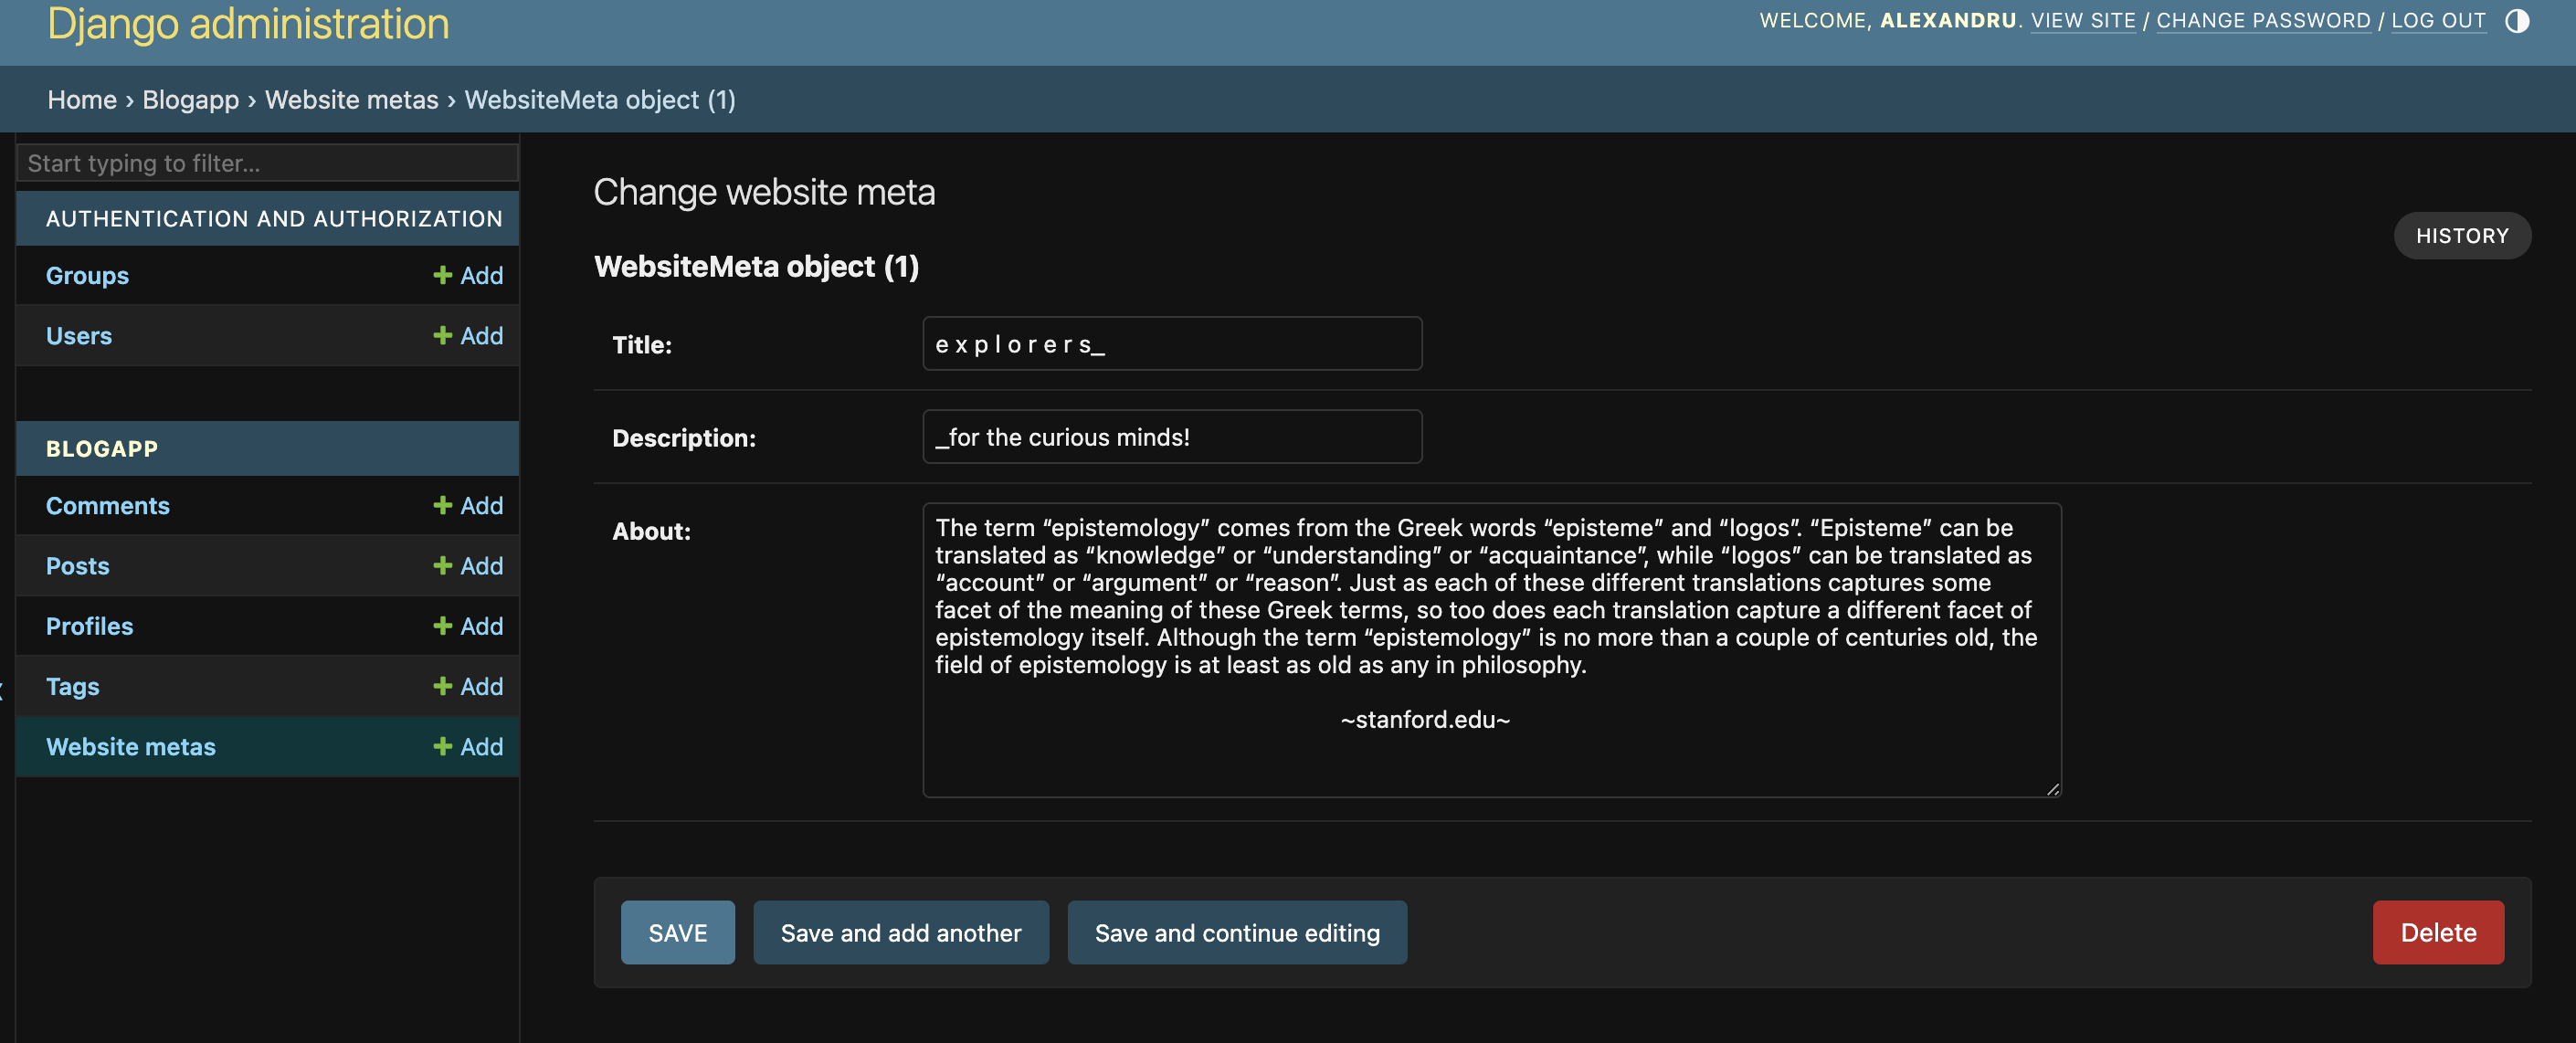 Django administration
WELCOME, ALEXANDRU. VIEW SITE / CHANGE PASSWORD / LOG OUT
Home › Blogapp › Website metas › WebsiteMeta object (1)
Start typing to filter...
AUTHENTICATION AND AUTHORIZATION
Groups + Add
Users + Add
BLOGAPP
Comments + Add
Posts + Add
Profiles + Add
Tags + Add
Website metas + Add
Change website meta
HISTORY
WebsiteMeta object (1)
Title: e x p l o r e r s_
Description: _for the curious minds!
About:
The term “epistemology” comes from the Greek words “episteme” and “logos”. “Episteme” can be
translated as “knowledge” or “understanding” or “acquaintance”, while “logos” can be translated as
“account” or “argument” or “reason”. Just as each of these different translations captures some
facet of the meaning of these Greek terms, so too does each translation capture a different facet of
epistemology itself. Although the term “epistemology” is no more than a couple of centuries old, the
field of epistemology is at least as old as any in philosophy.
~stanford.edu~
SAVE
Save and add another
Save and continue editing
Delete